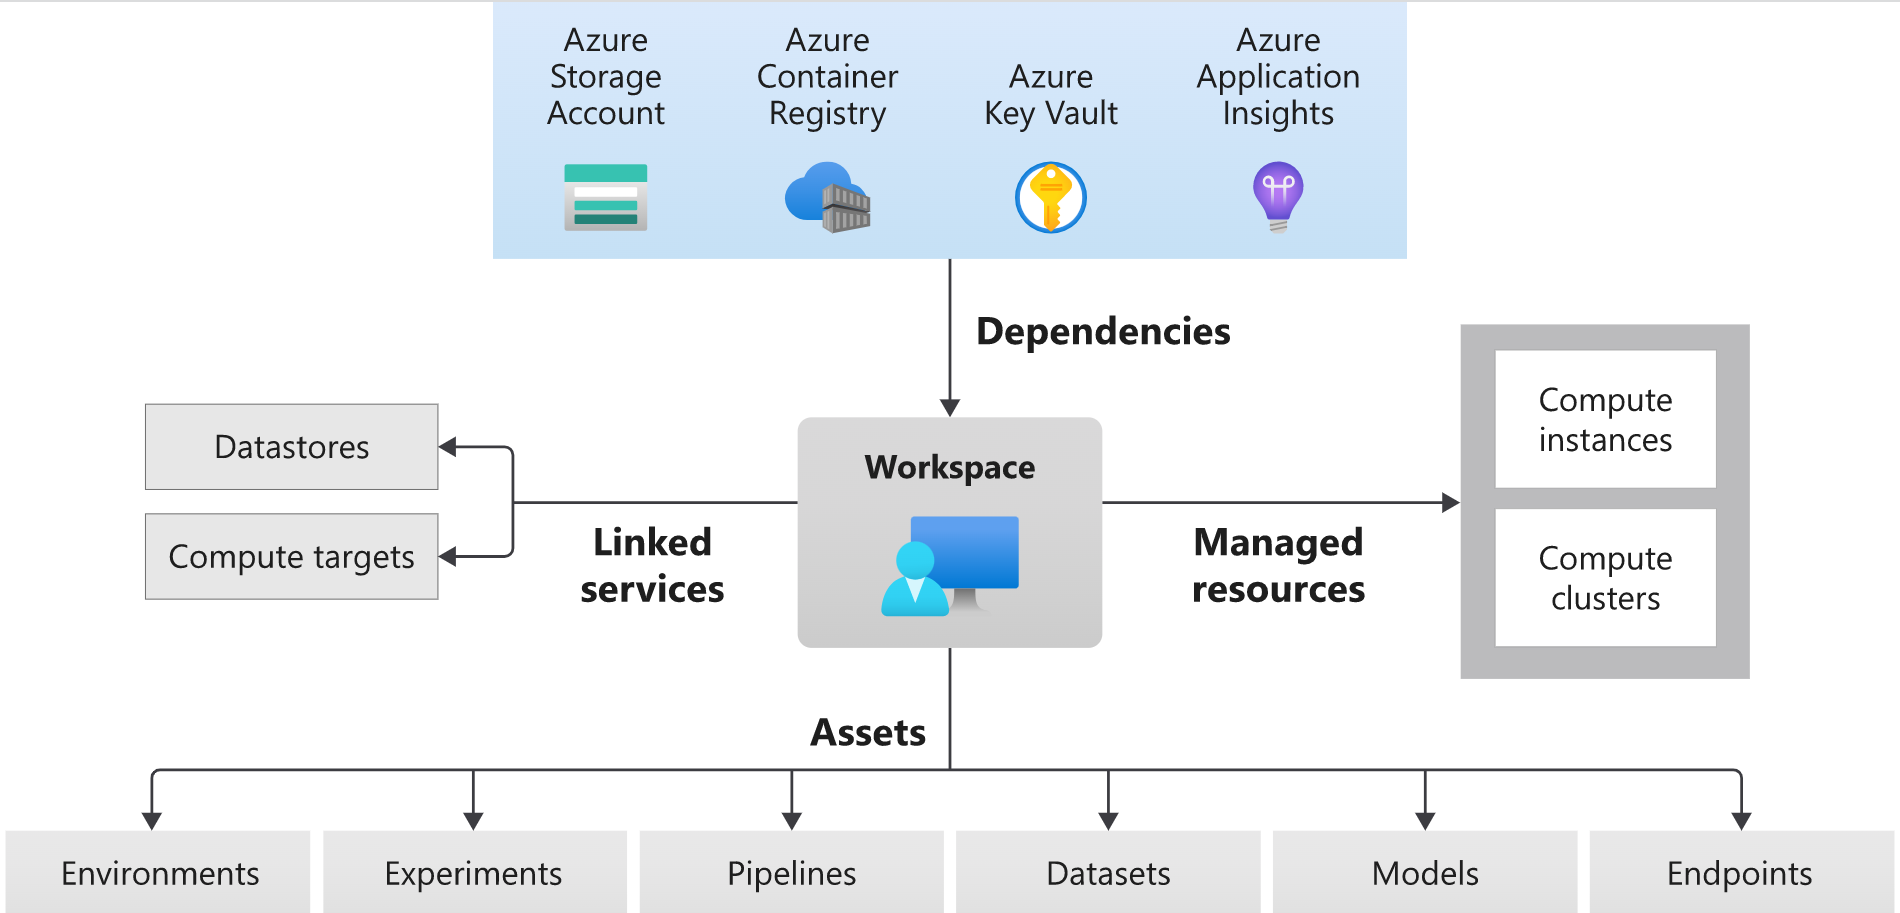 Azure
Storage
Account
Azure
Container
Registry
Azure
Key Vault
Azure
Application
Insights
Dependencies
Datastores
Compute targets
Linked
services
Workspace
Managed
resources
Compute
instances
Compute
clusters
Assets
Environments
Experiments
Pipelines
Datasets
Models
Endpoints